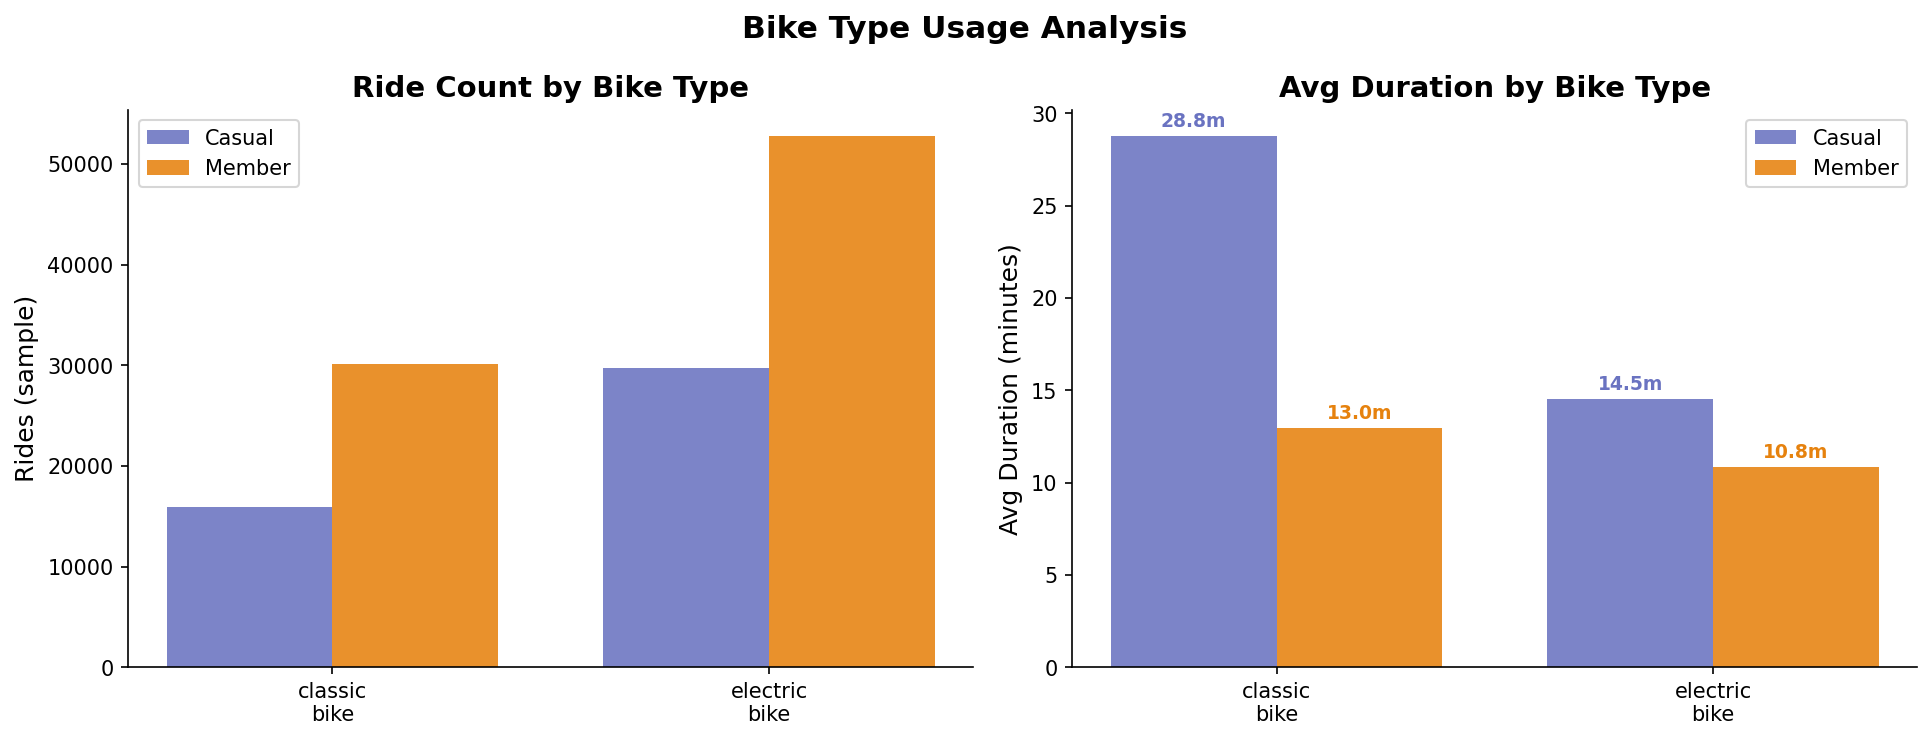 Bike Type Usage Analysis
Ride Count by Bike Type
Casual
Member
Rides (sample)
50000
40000
30000
20000
10000
0
classic
bike
electric
bike
Avg Duration by Bike Type
Casual
Member
Avg Duration (minutes)
30
25
20
15
10
5
0
28.8m
13.0m
14.5m
10.8m
classic
bike
electric
bike